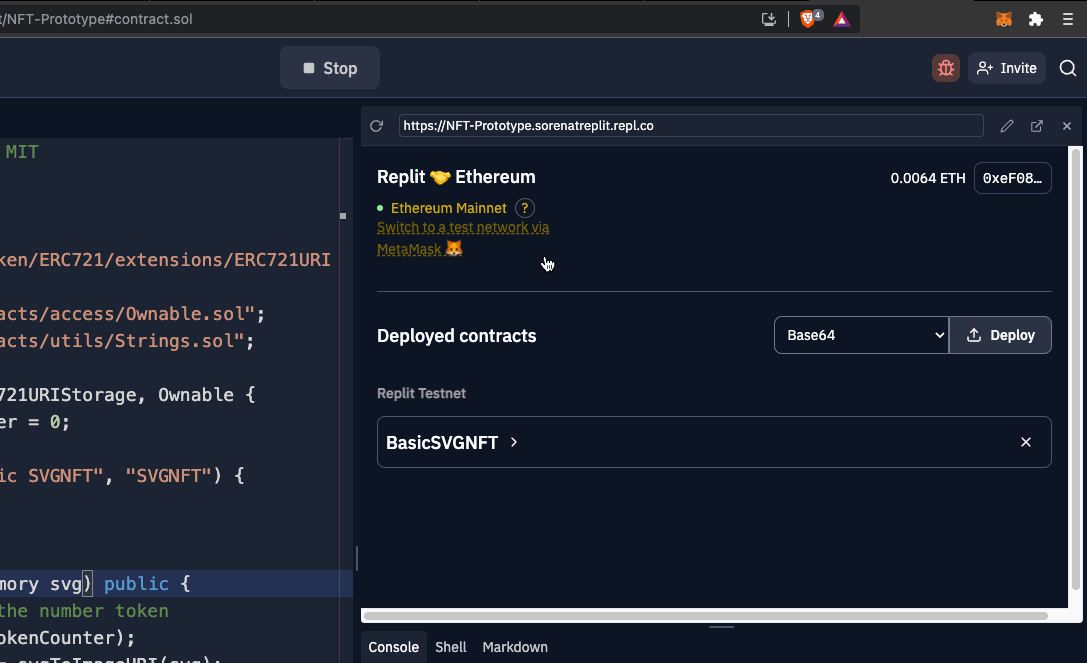 t/NFT-Prototype#contract.sol
4
Stop
Invite
MIT
ken/ERC721/extensions/ERC721URI
acts/access/Ownable.sol";
acts/utils/Strings.sol";
721URIStorage, Ownable {
er = 0;
ic SVGNFT", "SVGNFT") {
mory svg) public {
the number token
okenCounter);
= svgToImageURI(svg);
https://NFT-Prototype.sorenatreplit.repl.co
Replit 🤝 Ethereum
0.0064 ETH 0xeF08…
Ethereum Mainnet ?
Switch to a test network via
MetaMask 🦊
Deployed contracts
Base64
Deploy
Replit Testnet
BasicSVGNFT
Console Shell Markdown